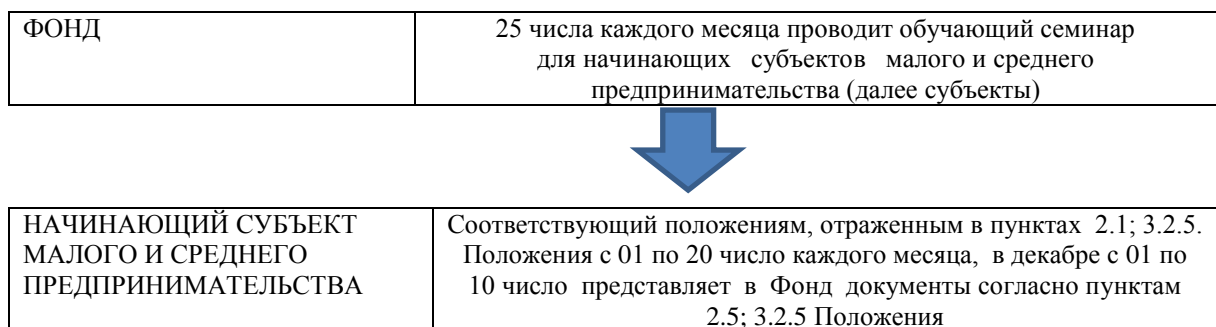 ФОНД
25 числа каждого месяца проводит обучающий семинар
для начинающих субъектов малого и среднего
предпринимательства (далее субъекты)
НАЧИНАЮЩИЙ СУБЪЕКТ
МАЛОГО И СРЕДНЕГО
ПРЕДПРИНИМАТЕЛЬСТВА
Соответствующий положениям, отраженным в пунктах 2.1; 3.2.5.
Положения с 01 по 20 число каждого месяца, в декабре с 01 по
10 число представляет в Фонд документы согласно пунктам
2.5; 3.2.5 Положения